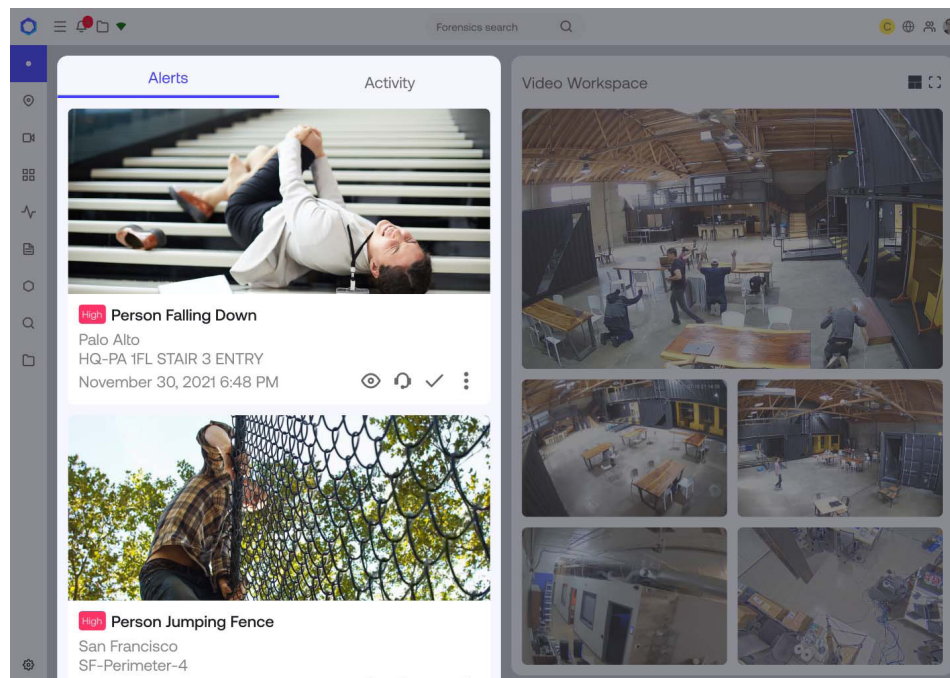 Forensics search
C
Alerts
Activity
Video Workspace
High Person Falling Down
Palo Alto
HQ-PA 1FL STAIR 3 ENTRY
November 30, 2021 6:48 PM
High Person Jumping Fence
San Francisco
SF-Perimeter-4